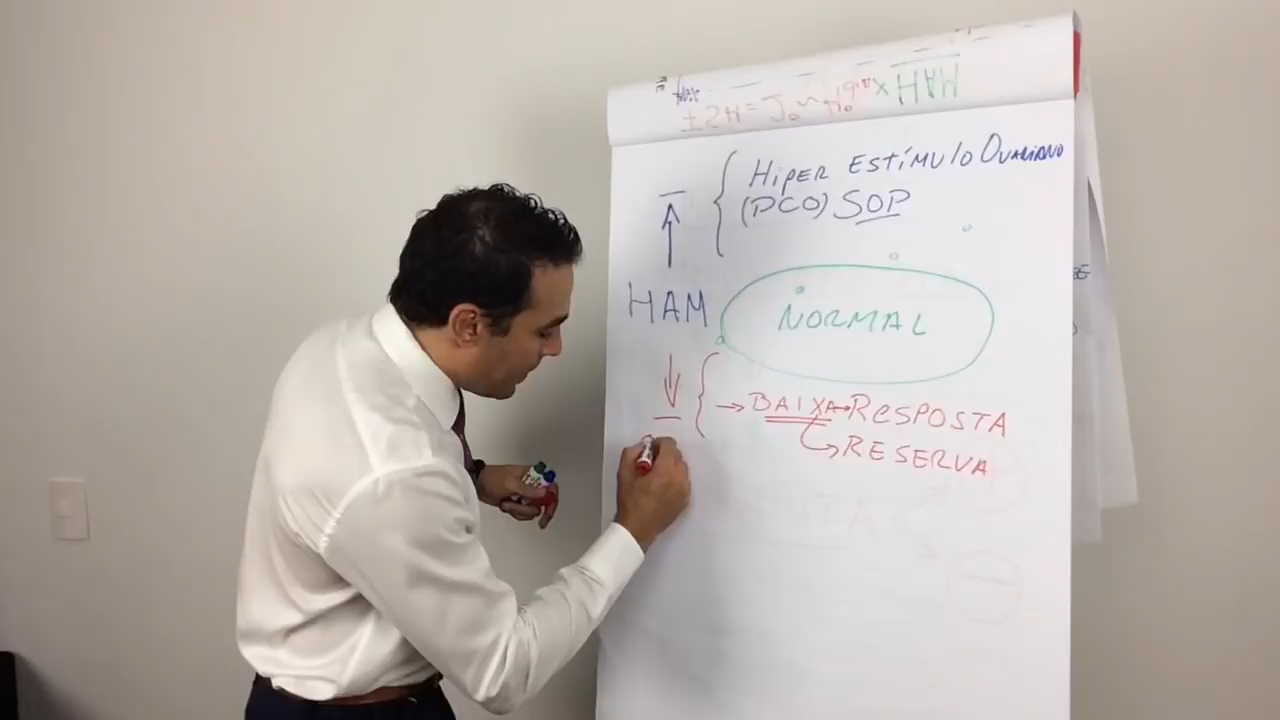 HIPER ESTÍMULO OVARIANO
(PCO) SOP
HAM NORMAL
→ BAIXA → RESPOSTA
↳ RESERVA